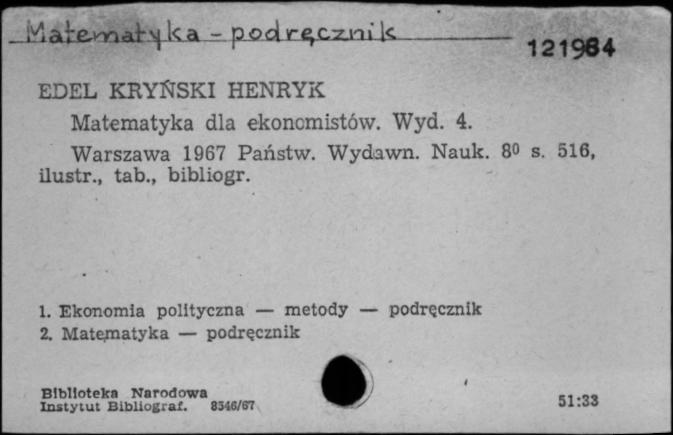 Matematyka - podręcznik
121984
EDEL KRYŃSKI HENRYK
Matematyka dla ekonomistów. Wyd. 4.
Warszawa 1967 Państw. Wydawn. Nauk. 8⁰ s. 516,
ilustr., tab., bibliogr.
1. Ekonomia polityczna — metody — podręcznik
2. Matematyka — podręcznik
Biblioteka Narodowa
Instytut Bibliograf. 8546/67
51:33